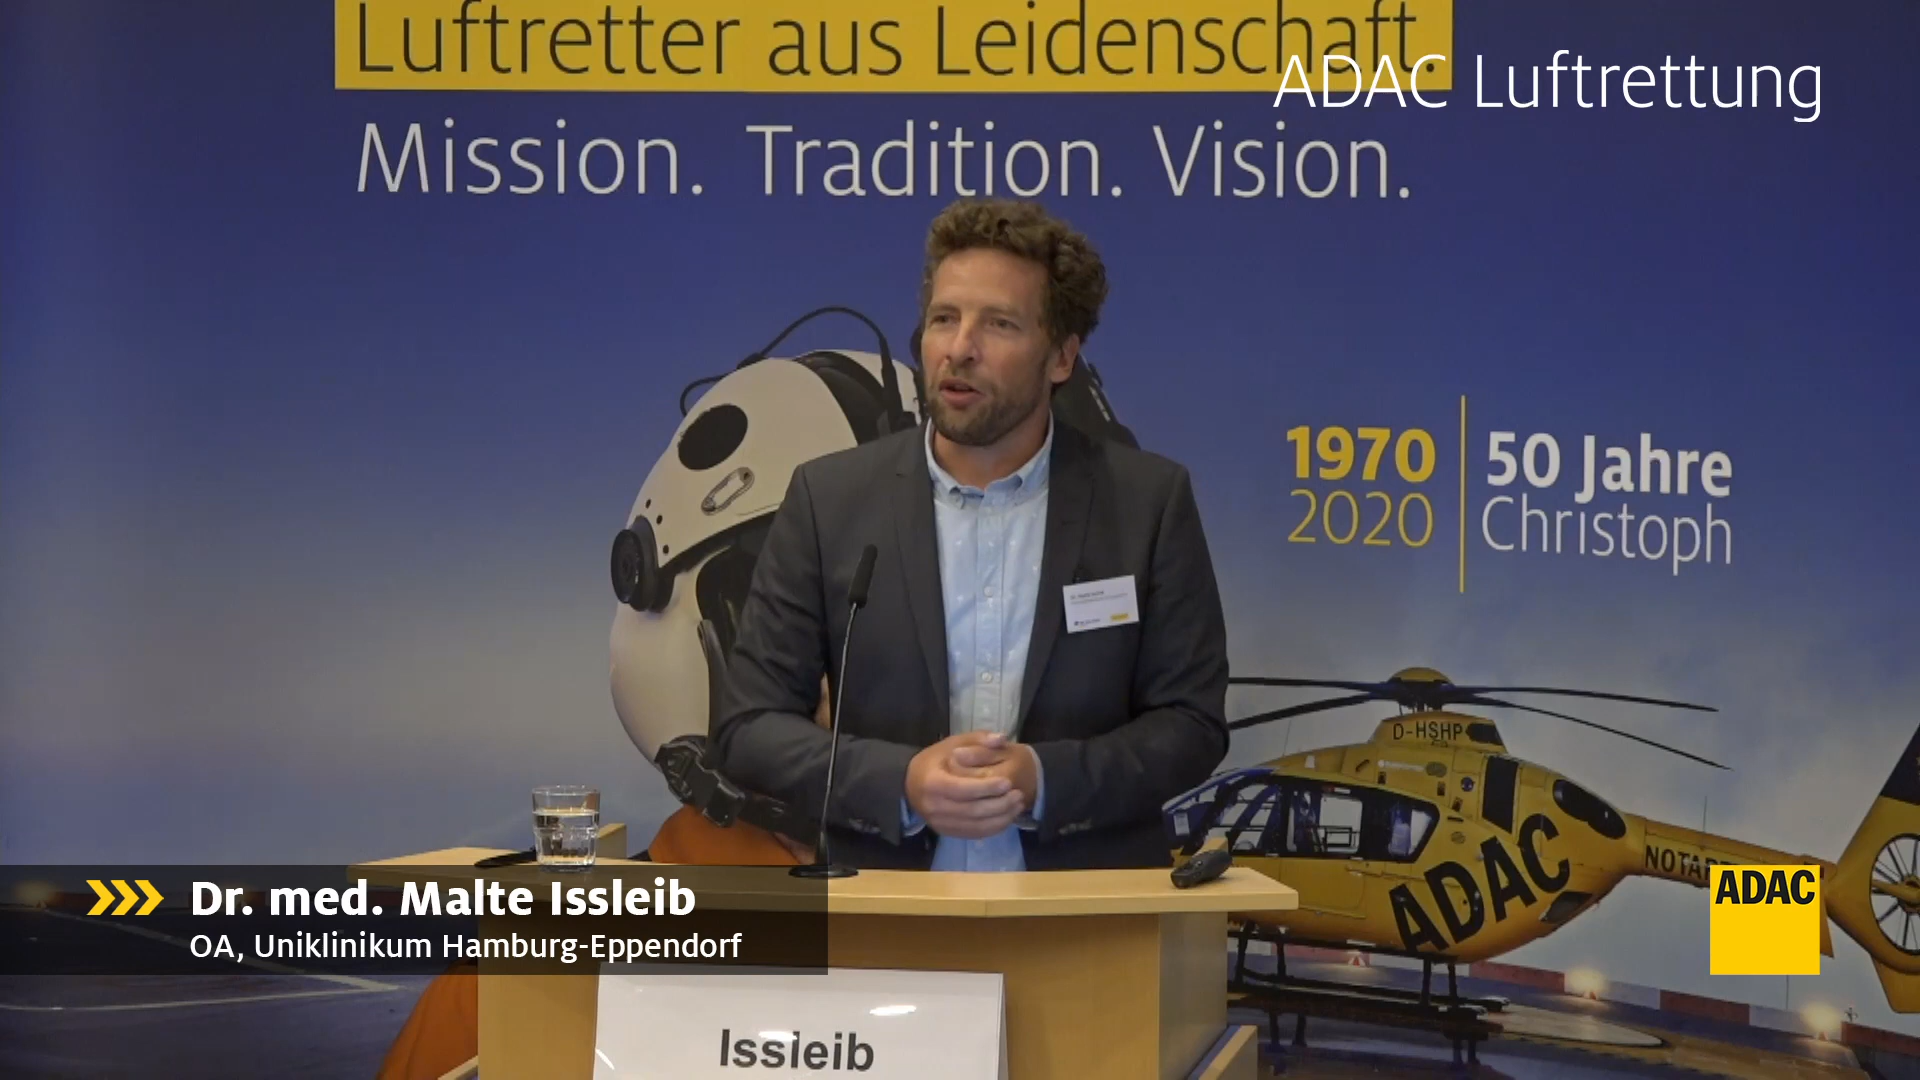 Luftretter aus Leidenschaft.
ADAC Luftrettung
Mission. Tradition. Vision.
1970
2020
50 Jahre
Christoph
D-HSHP
ADAC
ADAC
Dr. med. Malte Issleib
OA, Uniklinikum Hamburg-Eppendorf
Issleib